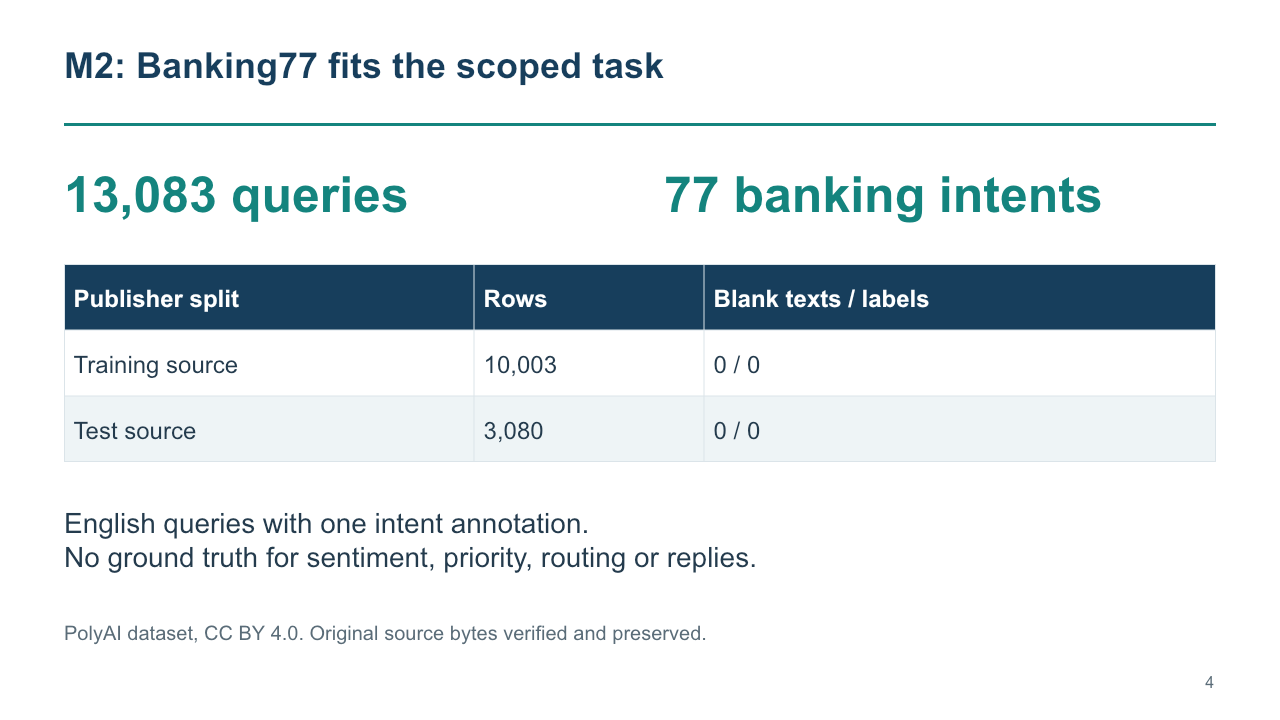 M2: Banking77 fits the scoped task
13,083 queries
77 banking intents
Publisher split Rows Blank texts / labels
Training source 10,003 0 / 0
Test source 3,080 0 / 0
English queries with one intent annotation.
No ground truth for sentiment, priority, routing or replies.
PolyAI dataset, CC BY 4.0. Original source bytes verified and preserved.
4